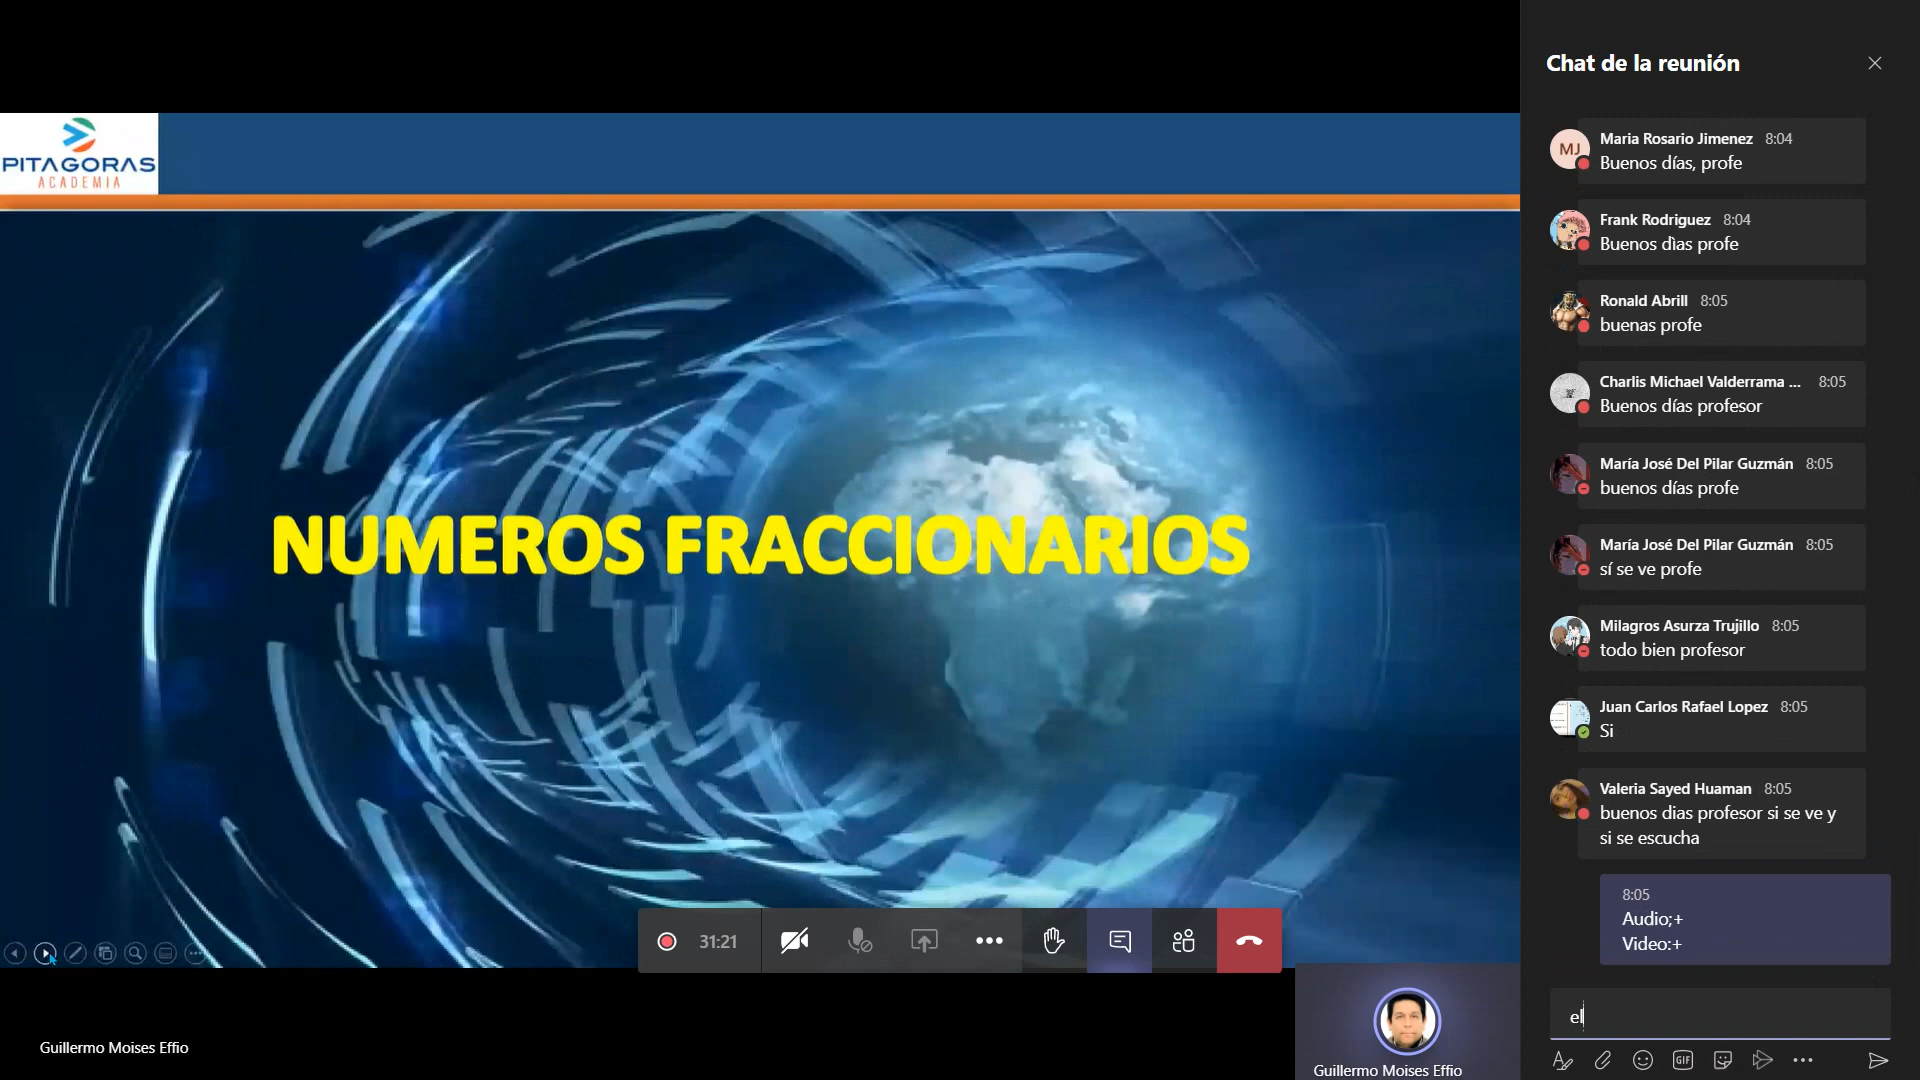 PITAGORAS
ACADEMIA
NUMEROS FRACCIONARIOS
31:21
Guillermo Moises Effio
Guillermo Moises Effio
Chat de la reunión
MJ
Maria Rosario Jimenez 8:04
Buenos días, profe
Frank Rodriguez 8:04
Buenos dìas profe
Ronald Abrill 8:05
buenas profe
Charlis Michael Valderrama ... 8:05
Buenos días profesor
María José Del Pilar Guzmán 8:05
buenos días profe
María José Del Pilar Guzmán 8:05
sí se ve profe
Milagros Asurza Trujillo 8:05
todo bien profesor
Juan Carlos Rafael Lopez 8:05
Si
Valeria Sayed Huaman 8:05
buenos dias profesor si se ve y
si se escucha
8:05
Audio;+
Video:+
el
GIF